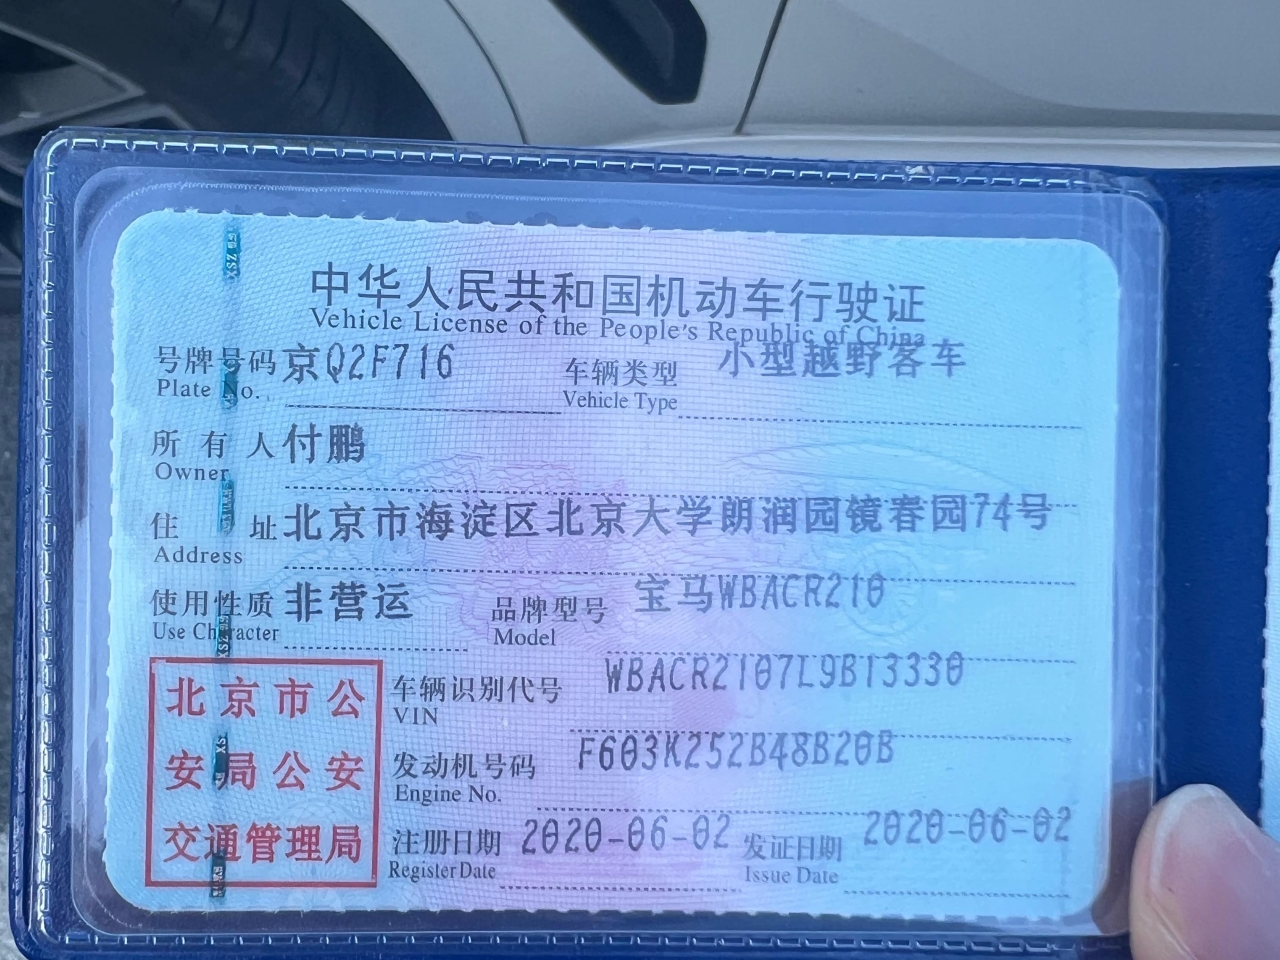 中华人民共和国机动车行驶证
Vehicle License of the People's Republic of China
号牌号码 京Q2F716 车辆类型 小型越野客车
Plate No. Vehicle Type
所有人 付鹏
Owner
住址 北京市海淀区北京大学朗润园镜春园74号
Address
使用性质 非营运 品牌型号 宝马WBACR210
Use Character Model
车辆识别代号 WBACR2107L9B13330
VIN
发动机号码 F603K252B48B20B
Engine No.
注册日期 2020-06-02 发证日期 2020-06-02
Register Date Issue Date
北京市公
安局公安
交通管理局